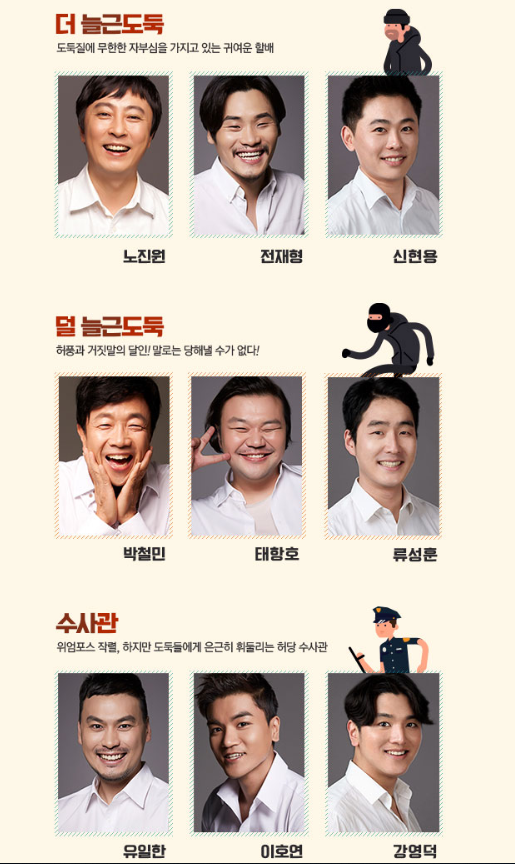 더 늘근도둑
도둑질에 무한한 자부심을 가지고 있는 귀여운 할배
노진원 전재형 신현용
덜 늘근도둑
허풍과 거짓말의 달인! 말로는 당해낼 수가 없다!
박철민 태항호 류성훈
수사관
위엄포스 작렬, 하지만 도둑들에게 은근히 휘둘리는 허당 수사관
유일한 이호연 강영덕